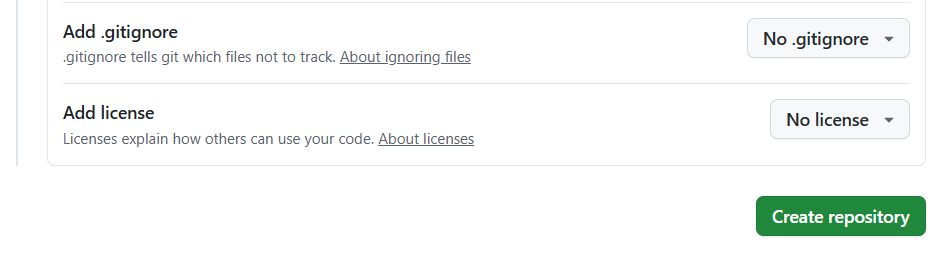 Add .gitignore
No .gitignore
.gitignore tells git which files not to track. About ignoring files
Add license
No license
Licenses explain how others can use your code. About licenses
Create repository